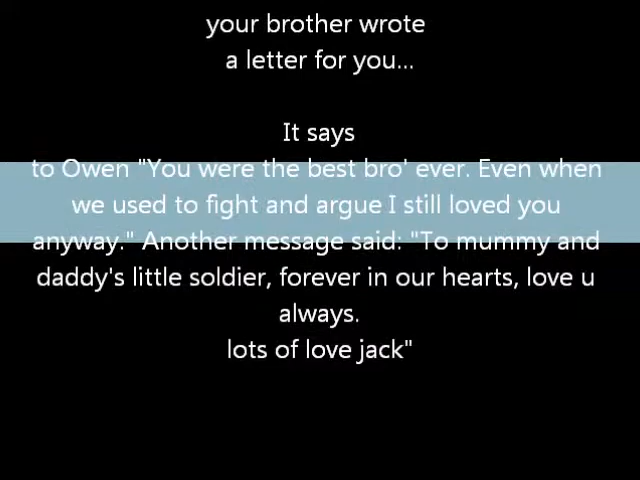 your brother wrote
a letter for you...
It says
to Owen "You were the best bro' ever. Even when
we used to fight and argue I still loved you
anyway." Another message said: "To mummy and
daddy's little soldier, forever in our hearts, love u
always.
lots of love jack"